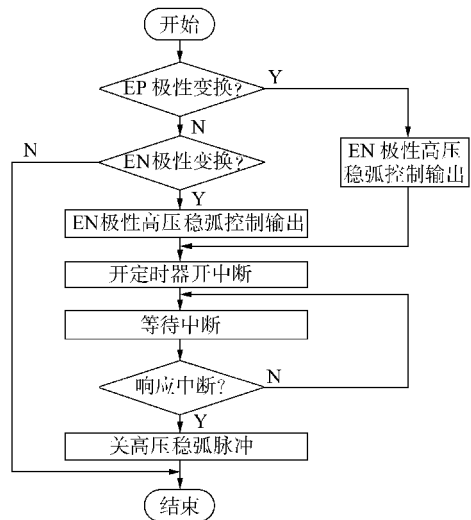 开始
EP 极性变换?
Y
N
N
EN极性变换?
EN 极性高压
稳弧控制输出
Y
EN极性高压稳弧控制输出
开定时器开中断
等待中断
响应中断?
N
Y
关高压稳弧脉冲
结束